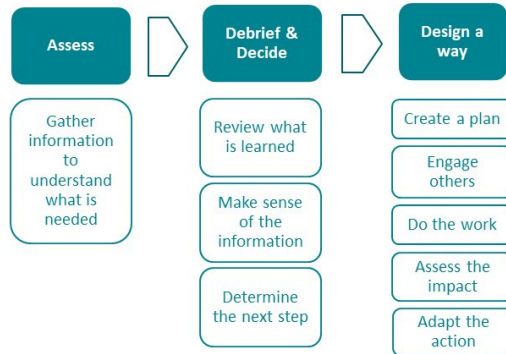 Assess
Gather
information
to
understand
what is
needed
Debrief &
Decide
Review what
is learned
Make sense
of the
information
Determine
the next step
Design a
way
Create a plan
Engage
others
Do the work
Assess the
impact
Adapt the
action